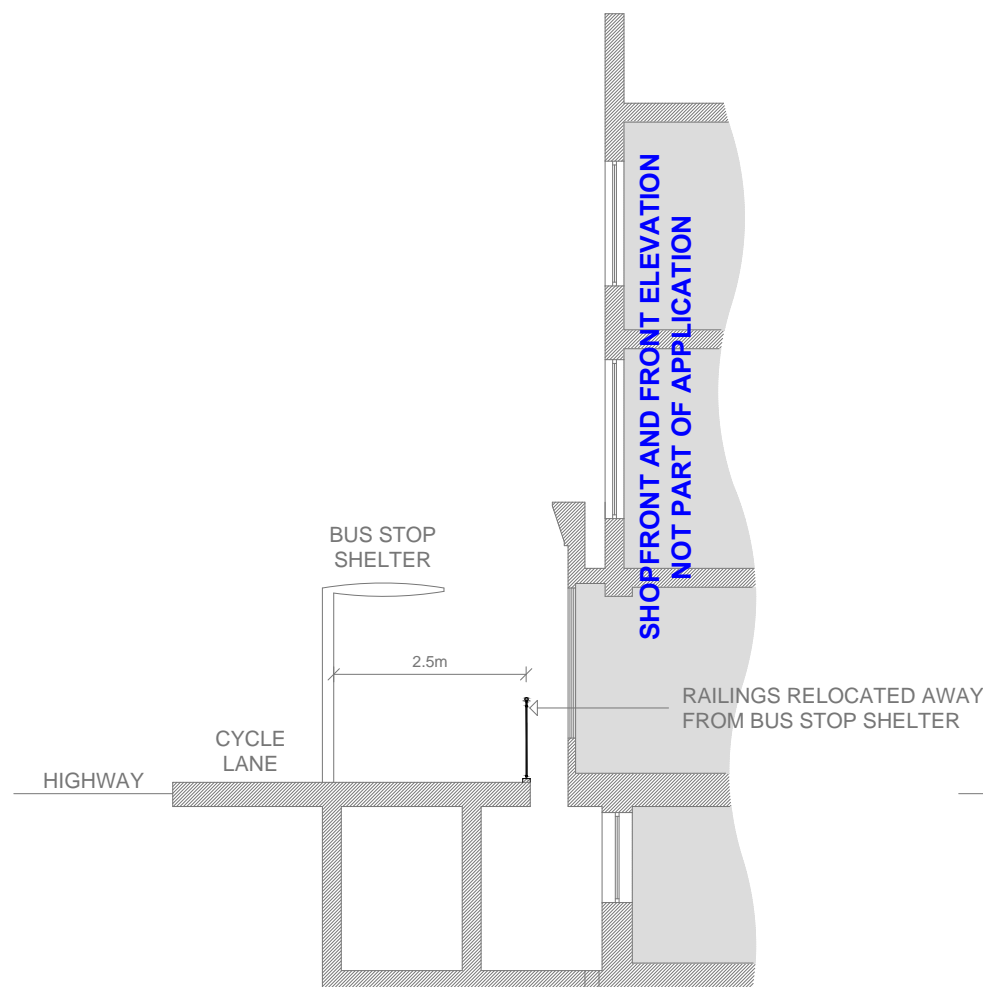 SHOPFRONT AND FRONT ELEVATION
NOT PART OF APPLICATION
BUS STOP
SHELTER
2.5m
RAILINGS RELOCATED AWAY
FROM BUS STOP SHELTER
CYCLE
LANE
HIGHWAY